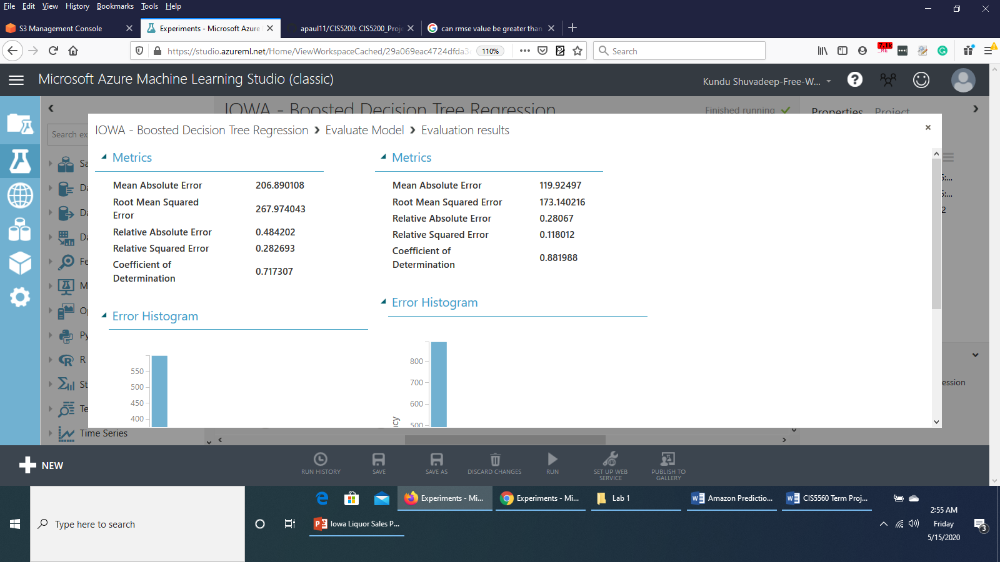 File Edit View History Bookmarks Tools Help
S3 Management Console
Experiments - Microsoft Azure
apaul11/CIS5200: CIS5200_Proje
can rmse value be greater than
https://studio.azureml.net/Home/ViewWorkspaceCached/29a069eac4724dfda3
110%
Search
7.1k
Microsoft Azure Machine Learning Studio (classic)
Kundu Shuvadeep-Free-W...
IOWA - Boosted Decision Tree Regression
Finished running
Properties Project
Search ex
IOWA - Boosted Decision Tree Regression > Evaluate Model > Evaluation results
Metrics
Mean Absolute Error 206.890108
Root Mean Squared
Error
267.974043
Relative Absolute Error 0.484202
Relative Squared Error 0.282693
Coefficient of
Determination
0.717307
Error Histogram
550
500
450
400
Metrics
Mean Absolute Error 119.92497
Root Mean Squared Error 173.140216
Relative Absolute Error 0.28067
Relative Squared Error 0.118012
Coefficient of
Determination
0.881988
Error Histogram
800
700
600
500
Sa
Da
Da
Da
Fe
M
Op
Py
R
St
Te
Time Series
2
ession
NEW
RUN HISTORY
SAVE
SAVE AS
DISCARD CHANGES
RUN
SET UP WEB
SERVICE
PUBLISH TO
GALLERY
Experiments - Mi...
Experiments - Mi...
Lab 1
Amazon Predictio...
CIS5560 Term Proj...
Type here to search
Iowa Liquor Sales P...
2:55 AM
Friday
5/15/2020
3